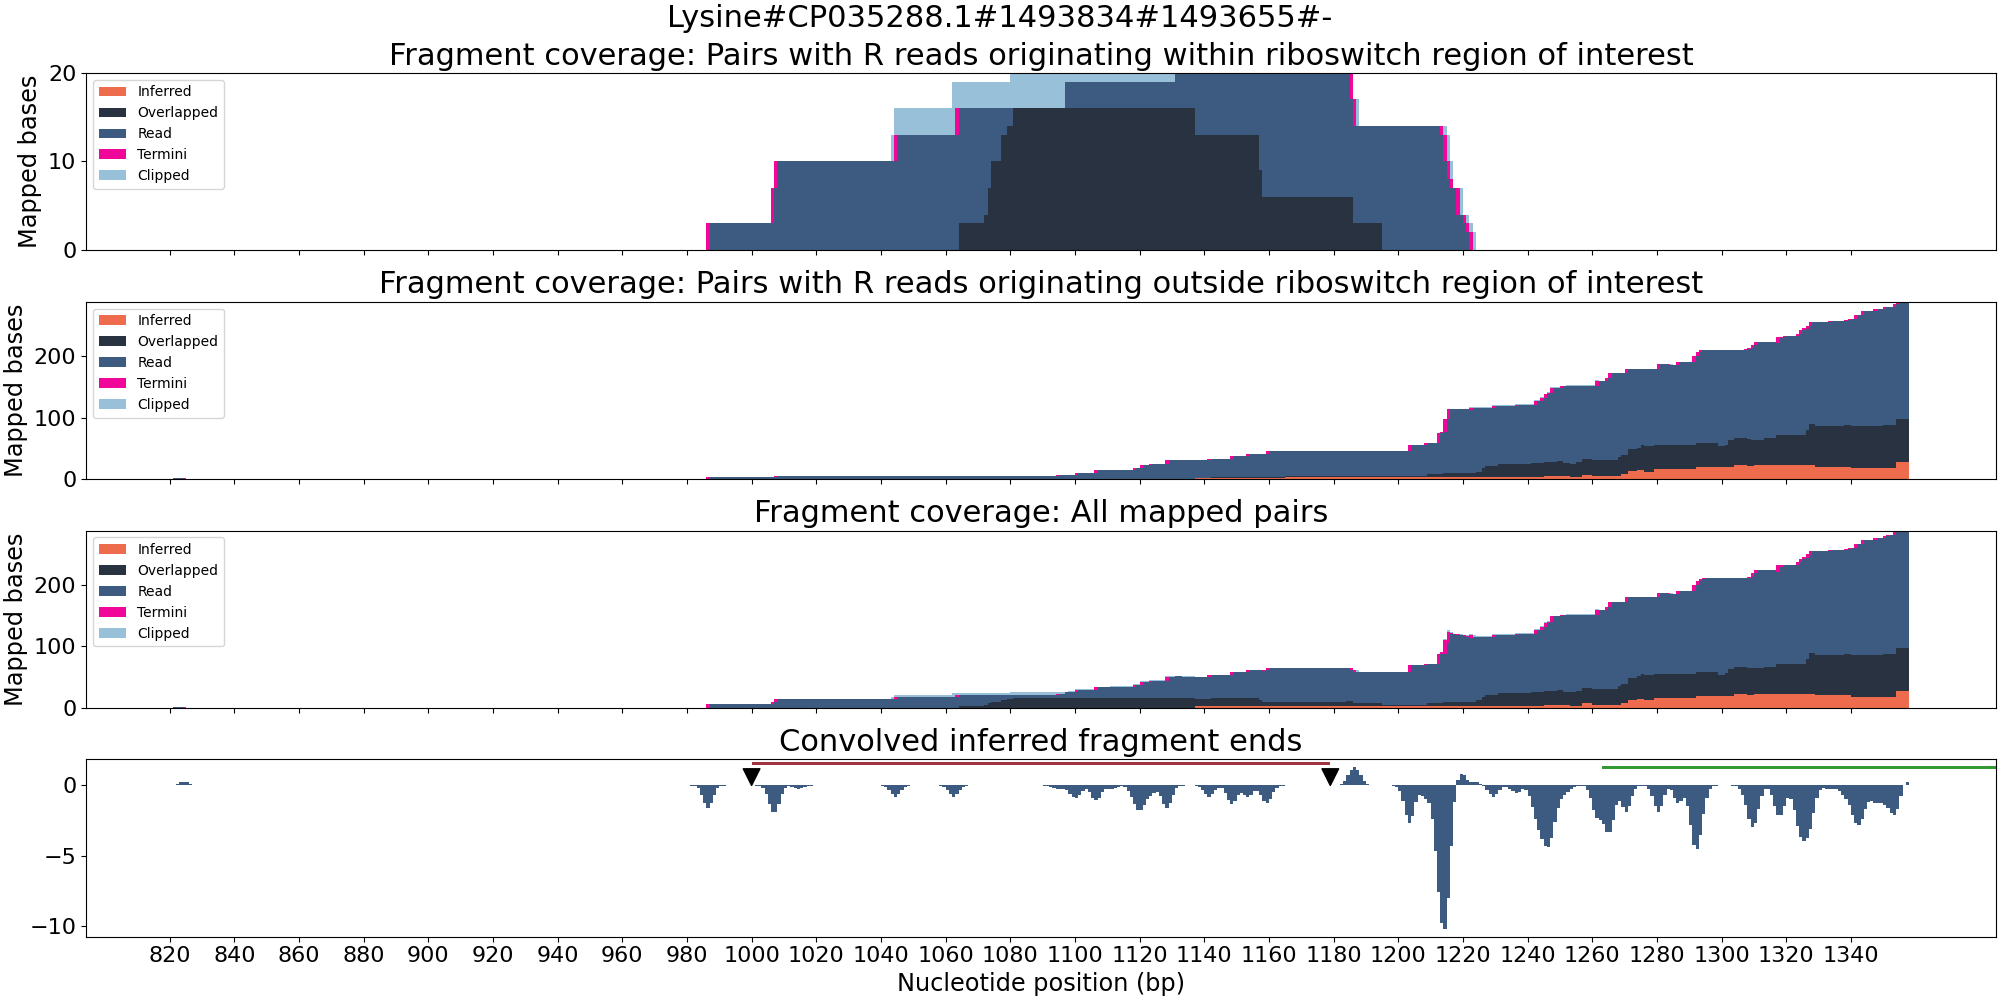 Lysine#CP035288.1#1493834#1493655#-
Fragment coverage: Pairs with R reads originating within riboswitch region of interest
Mapped bases
20
10
0
Inferred
Overlapped
Read
Termini
Clipped
Fragment coverage: Pairs with R reads originating outside riboswitch region of interest
Mapped bases
200
100
0
Inferred
Overlapped
Read
Termini
Clipped
Fragment coverage: All mapped pairs
Mapped bases
200
100
0
Inferred
Overlapped
Read
Termini
Clipped
Convolved inferred fragment ends
0
−5
−10
820 840 860 880 900 920 940 960 980 1000 1020 1040 1060 1080 1100 1120 1140 1160 1180 1200 1220 1240 1260 1280 1300 1320 1340
Nucleotide position (bp)